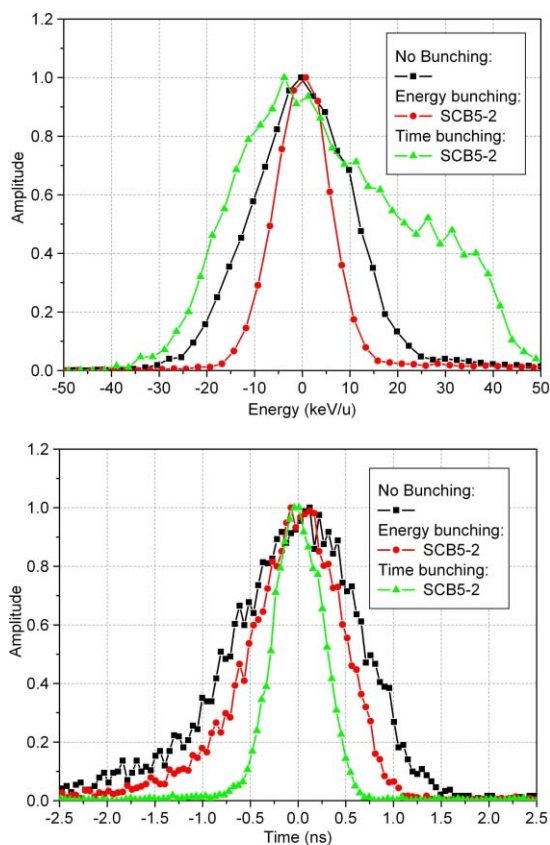 1.2
1.0
0.8
0.6
0.4
0.2
0.0
Amplitude
No Bunching:
Energy bunching:
SCB5-2
Time bunching:
SCB5-2
-50 -40 -30 -20 -10 0 10 20 30 40 50
Energy (keV/u)
1.2
1.0
0.8
0.6
0.4
0.2
0.0
Amplitude
No Bunching:
Energy bunching:
SCB5-2
Time bunching:
SCB5-2
-2.5 -2.0 -1.5 -1.0 -0.5 0.0 0.5 1.0 1.5 2.0 2.5
Time (ns)